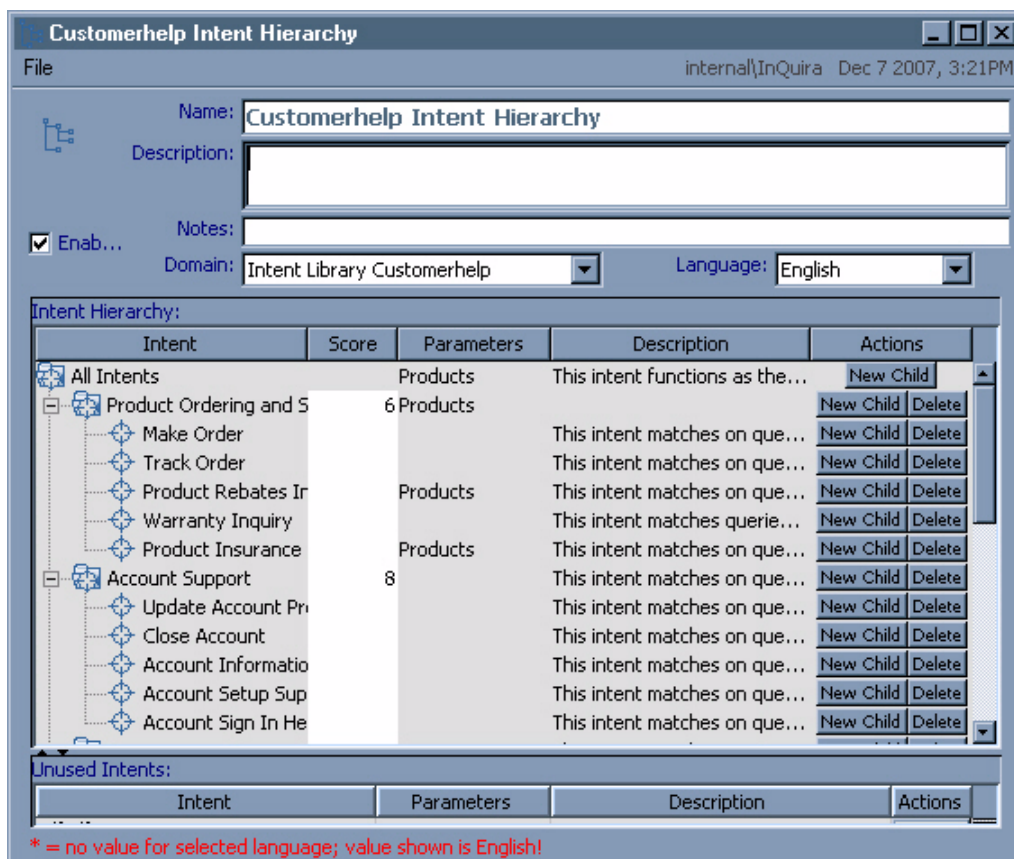 Customerhelp Intent Hierarchy
File internal\InQuira Dec 7 2007, 3:21PM
Name: Customerhelp Intent Hierarchy
Description:
Notes:
Enab...
Domain: Intent Library Customerhelp Language: English
Intent Hierarchy:
Intent Score Parameters Description Actions
All Intents Products This intent functions as the... New Child
Product Ordering and S 6 Products New Child Delete
Make Order This intent matches on que... New Child Delete
Track Order This intent matches on que... New Child Delete
Product Rebates Ir Products This intent matches on que... New Child Delete
Warranty Inquiry This intent matches querie... New Child Delete
Product Insurance Products This intent matches on que... New Child Delete
Account Support 8 This intent matches on que... New Child Delete
Update Account Pr This intent matches on que... New Child Delete
Close Account This intent matches on que... New Child Delete
Account Informatio This intent matches on que... New Child Delete
Account Setup Sup This intent matches on que... New Child Delete
Account Sign In He This intent matches on que... New Child Delete
Unused Intents:
Intent Parameters Description Actions
* = no value for selected language; value shown is English!